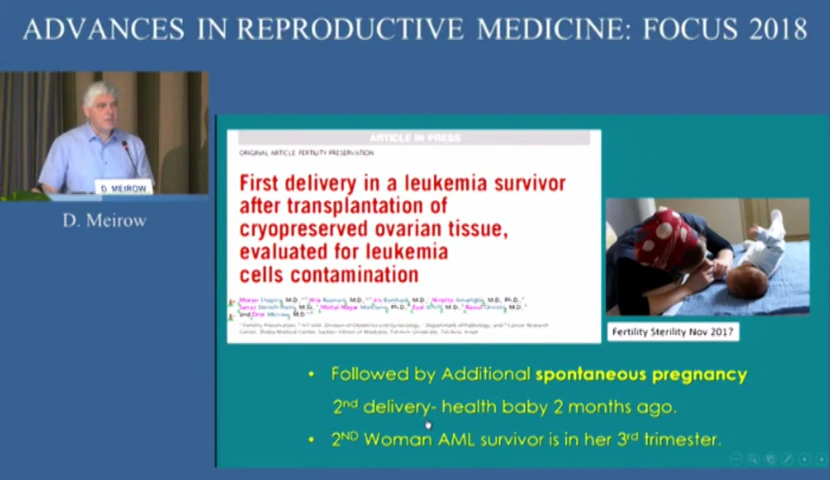 ADVANCES IN REPRODUCTIVE MEDICINE: FOCUS 2018
D. MEIROW
D. Meirow
ARTICLE IN PRESS
ORIGINAL ARTICLE: FERTILITY PRESERVATION
First delivery in a leukemia survivor
after transplantation of
cryopreserved ovarian tissue,
evaluated for leukemia
cells contamination
Fertility Sterility Nov 2017
• Followed by Additional spontaneous pregnancy
2nd delivery- health baby 2 months ago.
• 2ND Woman AML survivor is in her 3rd trimester.